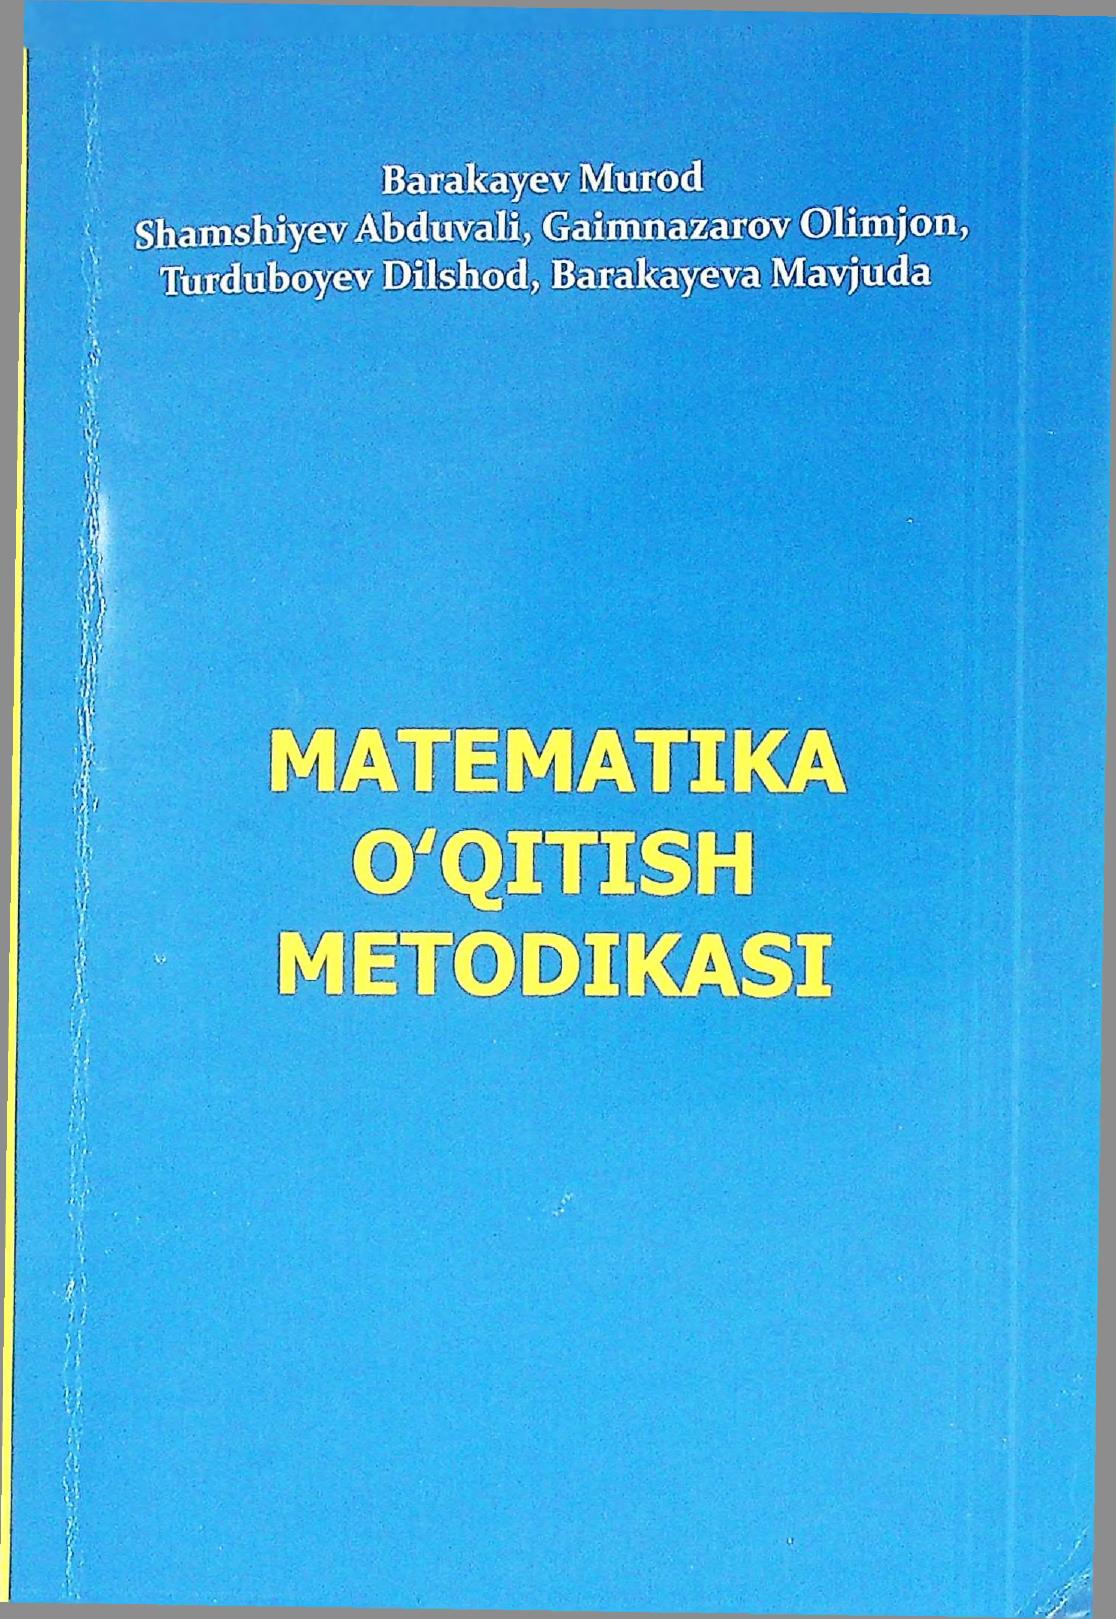 Barakayev Murod
Shamshiyev Abduvali, Gaimnazarov Olimjon,
Turduboyev Dilshod, Barakayeva Mavjuda
MATEMATIKA
O‘QITISH
METODIKASI